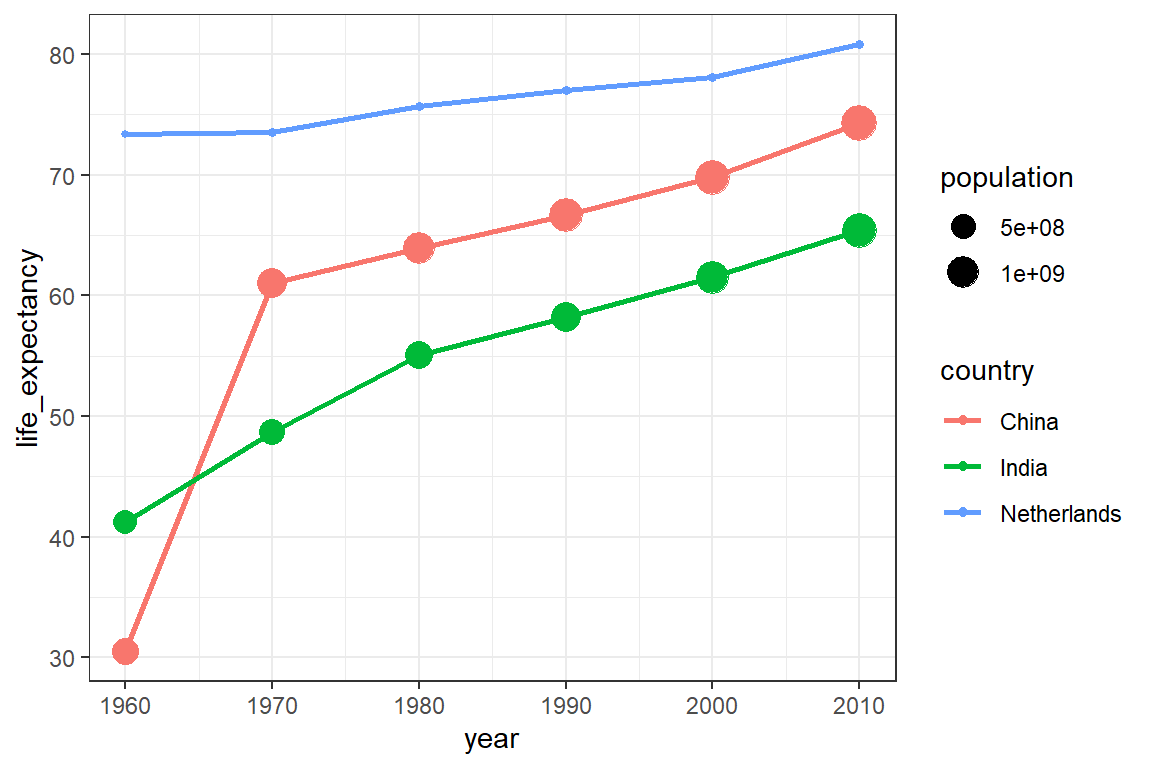 life_expectancy
80
70
60
50
40
30
1960 1970 1980 1990 2000 2010
year
population
5e+08
1e+09
country
China
India
Netherlands